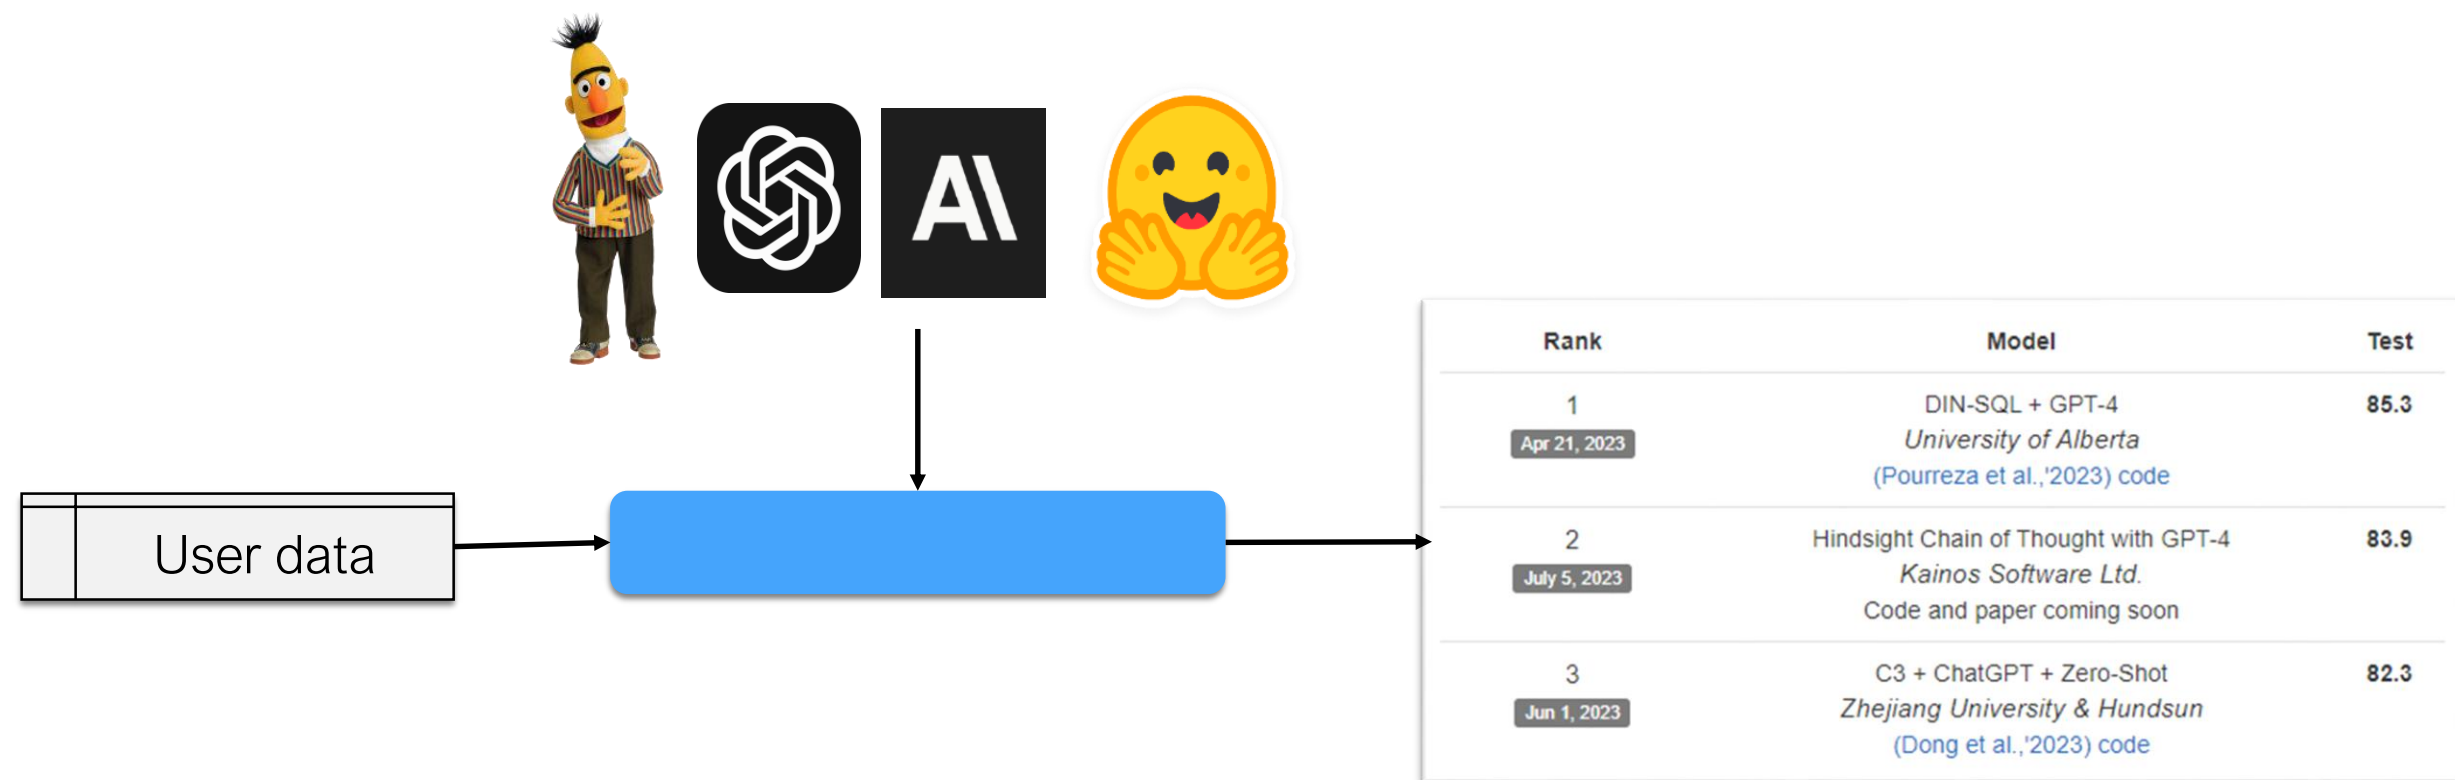 AI
User data
Rank Model Test
1 DIN-SQL + GPT-4 85.3
Apr 21, 2023 University of Alberta
(Pourreza et al.,'2023) code
2 Hindsight Chain of Thought with GPT-4 83.9
July 5, 2023 Kainos Software Ltd.
Code and paper coming soon
3 C3 + ChatGPT + Zero-Shot 82.3
Jun 1, 2023 Zhejiang University & Hundsun
(Dong et al.,'2023) code